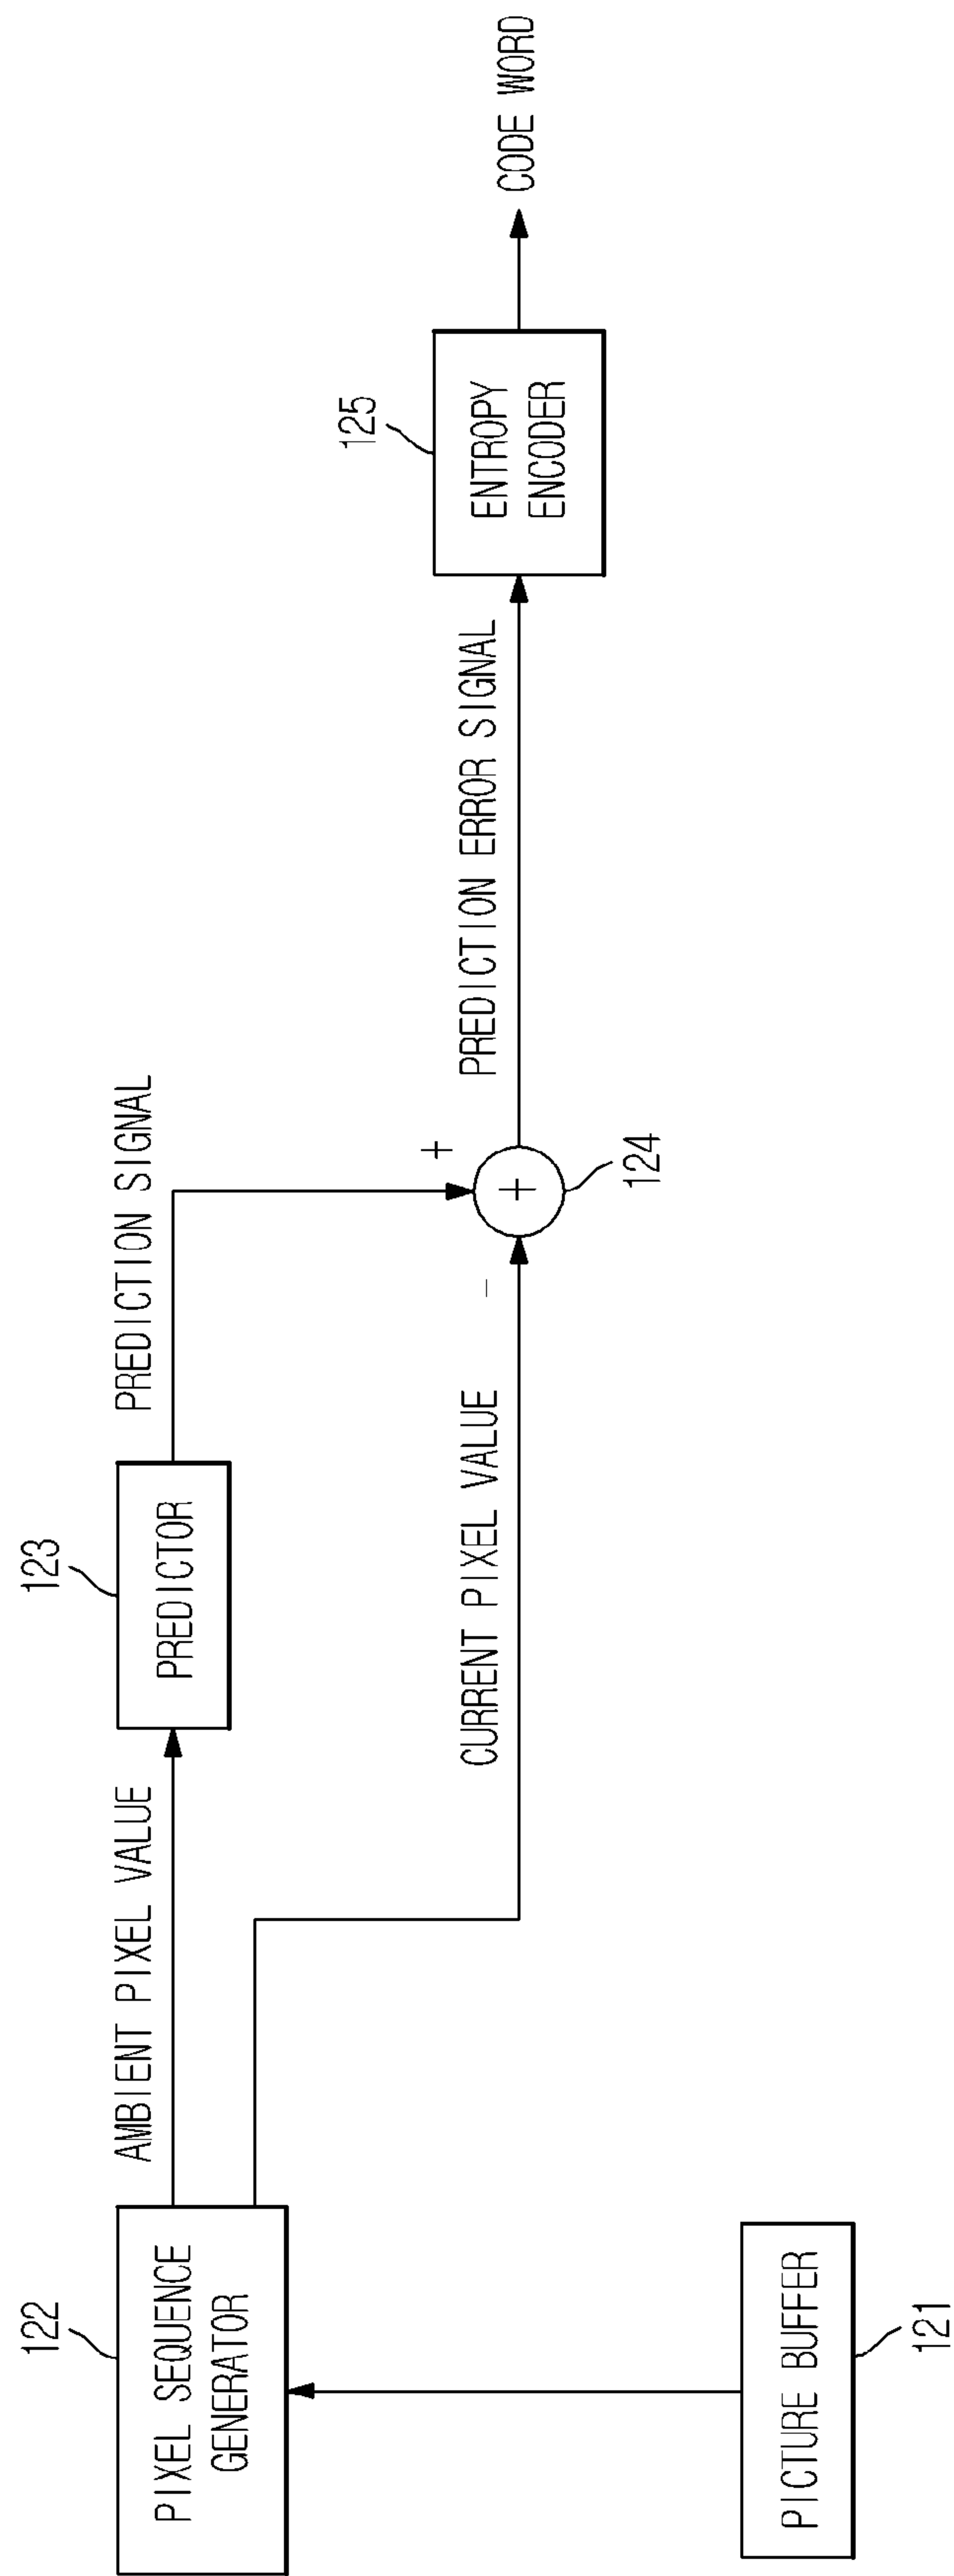 122
PIXEL SEQUENCE
GENERATOR
AMBIENT PIXEL VALUE
123
PREDICTOR
PREDICTION SIGNAL
CURRENT PIXEL VALUE
-
+
+
124
PREDICTION ERROR SIGNAL
125
ENTROPY
ENCODER
CODE WORD
PICTURE BUFFER
121